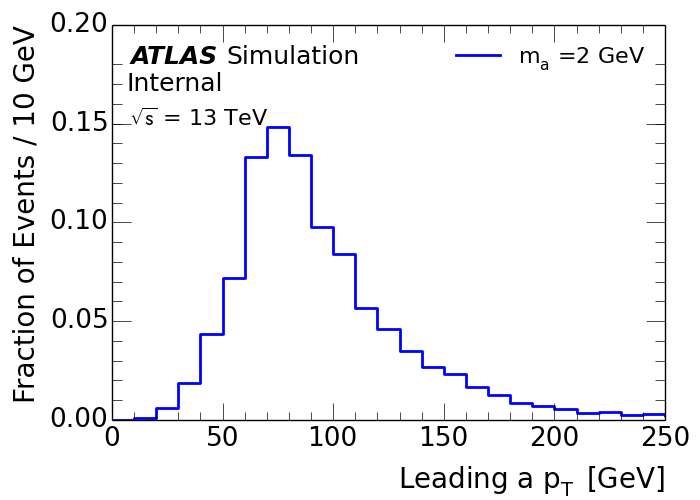 0.20
0.15
0.10
0.05
0.00
Fraction of Events / 10 GeV
ATLAS Simulation
Internal
√s = 13 TeV
mₐ =2 GeV
0 50 100 150 200 250
Leading a p_T [GeV]